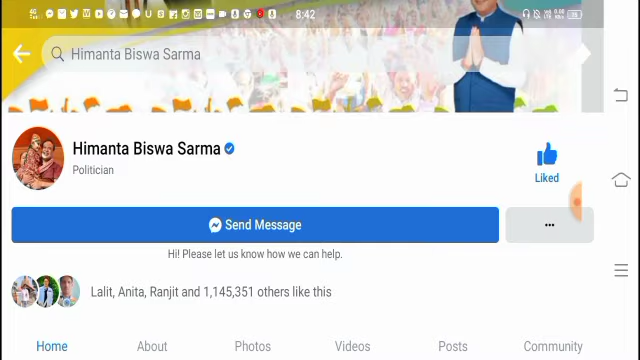 8:42
Himanta Biswa Sarma
Himanta Biswa Sarma
Politician
Liked
Send Message
...
Hi! Please let us know how we can help.
Lalit, Anita, Ranjit and 1,145,351 others like this
Home About Photos Videos Posts Community